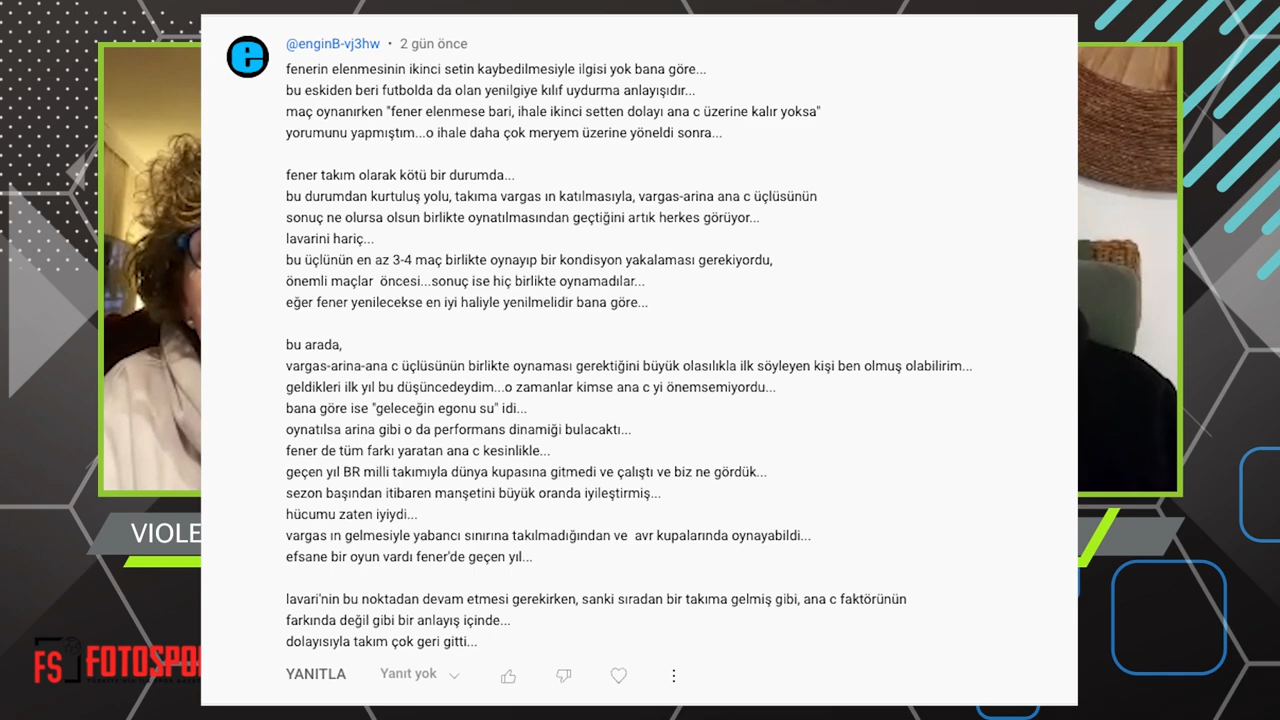 @enginB-vj3hw • 2 gün önce
fenerin elenmesinin ikinci setin kaybedilmesiyle ilgisi yok bana göre...
bu eskiden beri futbolda da olan yenilgiye kılıf uydurma anlayışıdır...
maç oynanırken "fener elenmese bari, ihale ikinci setten dolayı ana c üzerine kalır yoksa"
yorumunu yapmıştım...o ihale daha çok meryem üzerine yöneldi sonra...
fener takım olarak kötü bir durumda...
bu durumdan kurtuluş yolu, takıma vargas ın katılmasıyla, vargas-arina ana c üçlüsünün
sonuç ne olursa olsun birlikte oynatılmasından geçtiğini artık herkes görüyor...
lavarini hariç...
bu üçlünün en az 3-4 maç birlikte oynayıp bir kondisyon yakalaması gerekiyordu,
önemli maçlar  öncesi...sonuç ise hiç birlikte oynamadılar...
eğer fener yenilecekse en iyi haliyle yenilmelidir bana göre...
bu arada,
vargas-arina-ana c üçlüsünün birlikte oynaması gerektiğini büyük olasılıkla ilk söyleyen kişi ben olmuş olabilirim...
geldikleri ilk yıl bu düşüncedeydim...o zamanlar kimse ana c yi önemsemiyordu...
bana göre ise "geleceğin egonu su" idi...
oynatılsa arina gibi o da performans dinamiği bulacaktı...
fener de tüm farkı yaratan ana c kesinlikle...
geçen yıl BR milli takımıyla dünya kupasına gitmedi ve çalıştı ve biz ne gördük...
sezon başından itibaren manşetini büyük oranda iyileştirmiş...
hücumu zaten iyiydi...
vargas ın gelmesiyle yabancı sınırına takılmadığından ve  avr kupalarında oynayabildi...
efsane bir oyun vardı fener'de geçen yıl...
lavari'nin bu noktadan devam etmesi gerekirken, sanki sıradan bir takıma gelmiş gibi, ana c faktörünün
farkında değil gibi bir anlayış içinde...
dolayısıyla takım çok geri gitti...
YANITLA Yanıt yok
VIOLE
FS FOTOSPO